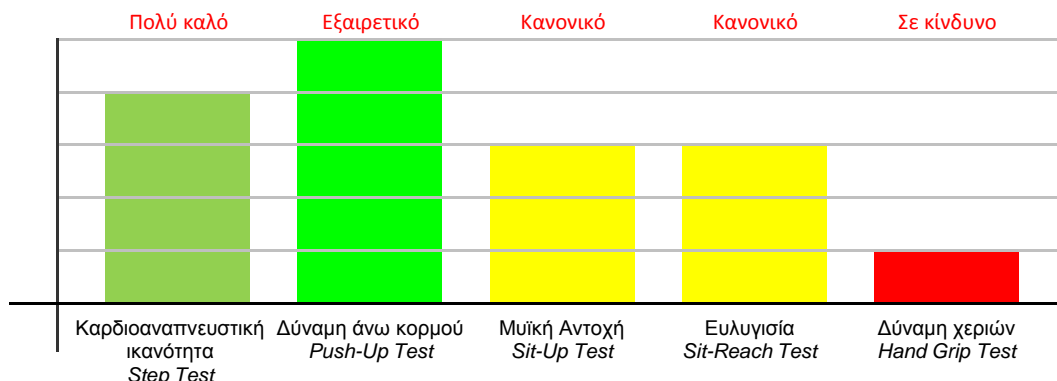 Πολύ καλό
Εξαιρετικό
Κανονικό
Κανονικό
Σε κίνδυνο
Καρδιοαναπνευστική
ικανότητα
Step Test
Δύναμη άνω κορμού
Push-Up Test
Μυϊκή Αντοχή
Sit-Up Test
Ευλυγισία
Sit-Reach Test
Δύναμη χεριών
Hand Grip Test